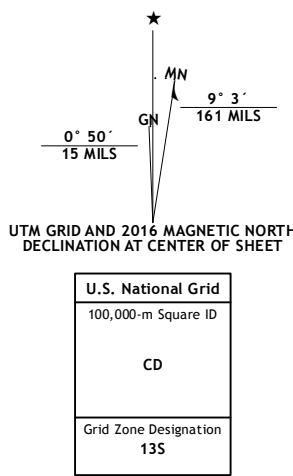 MN
GN
9° 3´
161 MILS
0° 50´
15 MILS
UTM GRID AND 2016 MAGNETIC NORTH
DECLINATION AT CENTER OF SHEET
U.S. National Grid
100,000-m Square ID
CD
Grid Zone Designation
13S